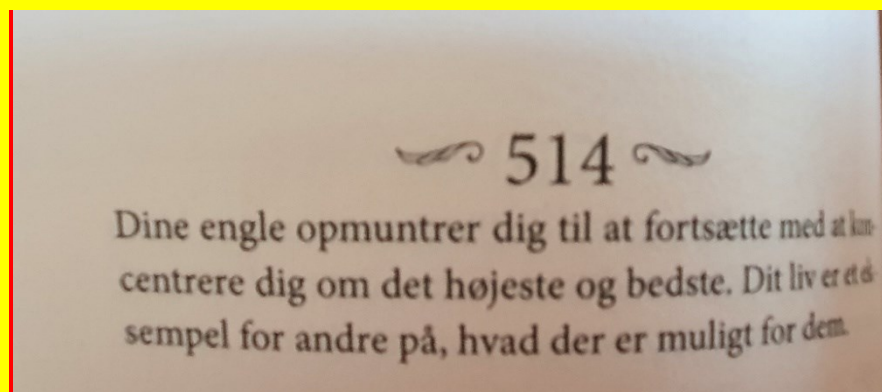 514
Dine engle opmuntrer dig til at fortsætte med at kon-
centrere dig om det højeste og bedste. Dit liv er et ek-
sempel for andre på, hvad der er muligt for dem.